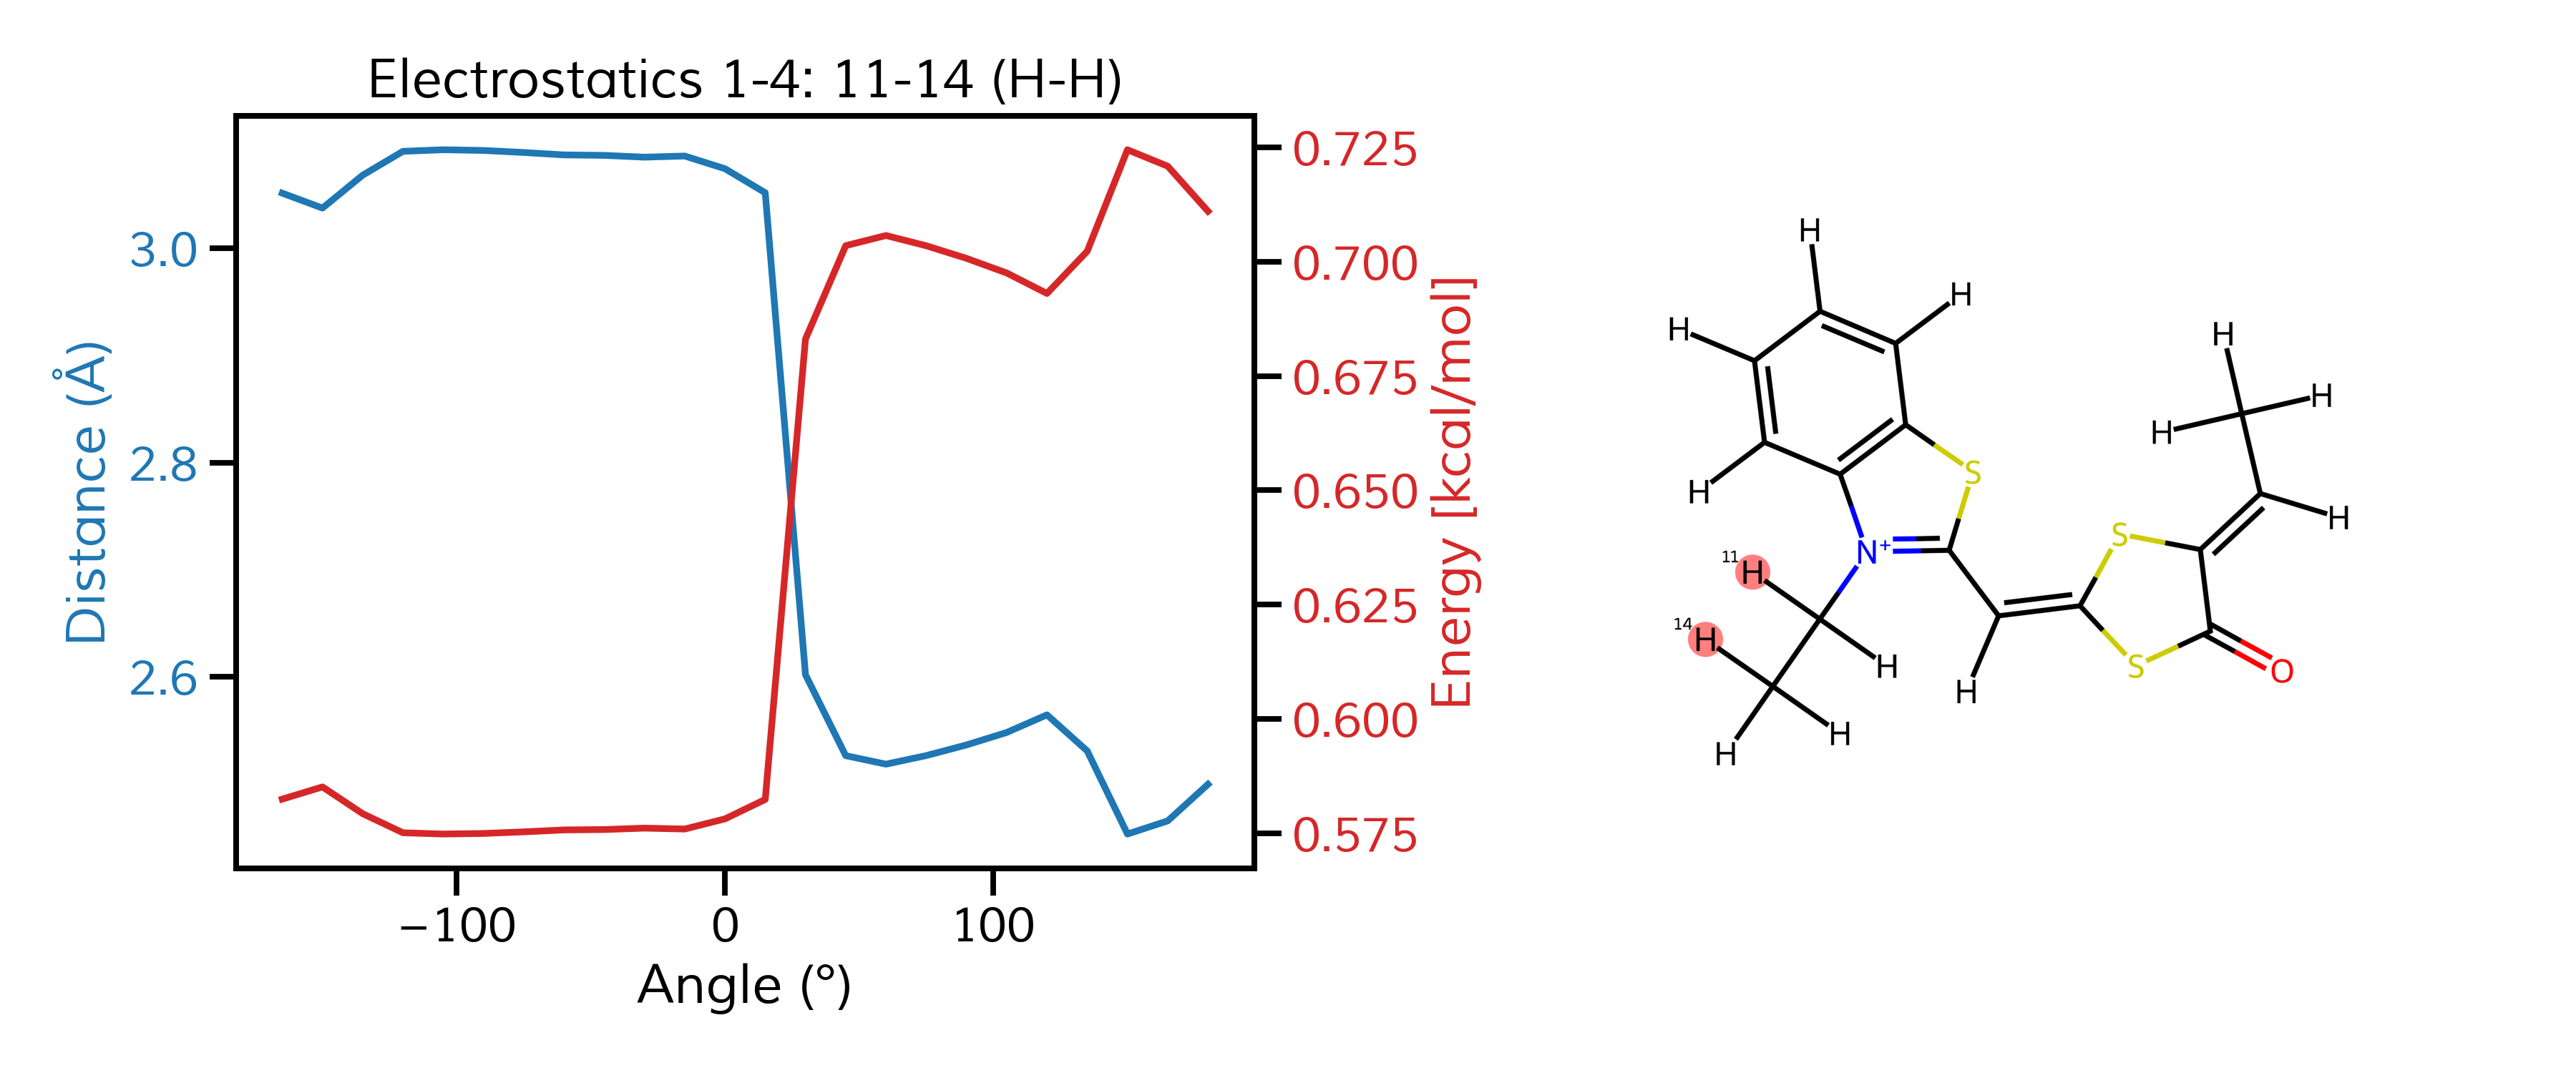 Electrostatics 1-4: 11-14 (H-H)
Distance (Å)
3.0
2.8
2.6
−100
0
100
Angle (°)
0.725
0.700
0.675
0.650
0.625
0.600
0.575
Energy [kcal/mol]
H
H
H
H
H
H
H
S
H
S
N+
11
H
14
H
H
S
O
H
H
H